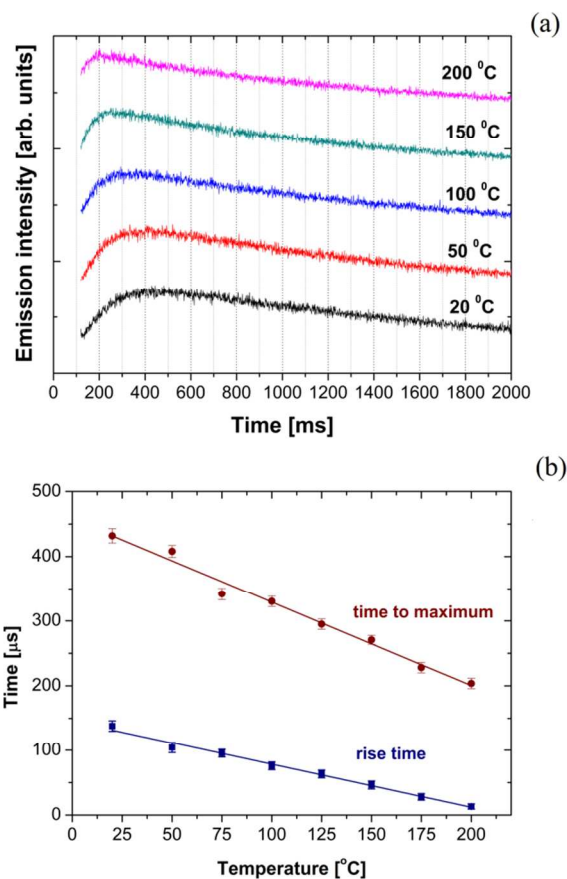 (a)
Emission intensity [arb. units]
200 °C
150 °C
100 °C
50 °C
20 °C
0 200 400 600 800 1000 1200 1400 1600 1800 2000
Time [ms]
(b)
500
400
300
200
100
0
Time [μs]
time to maximum
rise time
0 25 50 75 100 125 150 175 200
Temperature [°C]